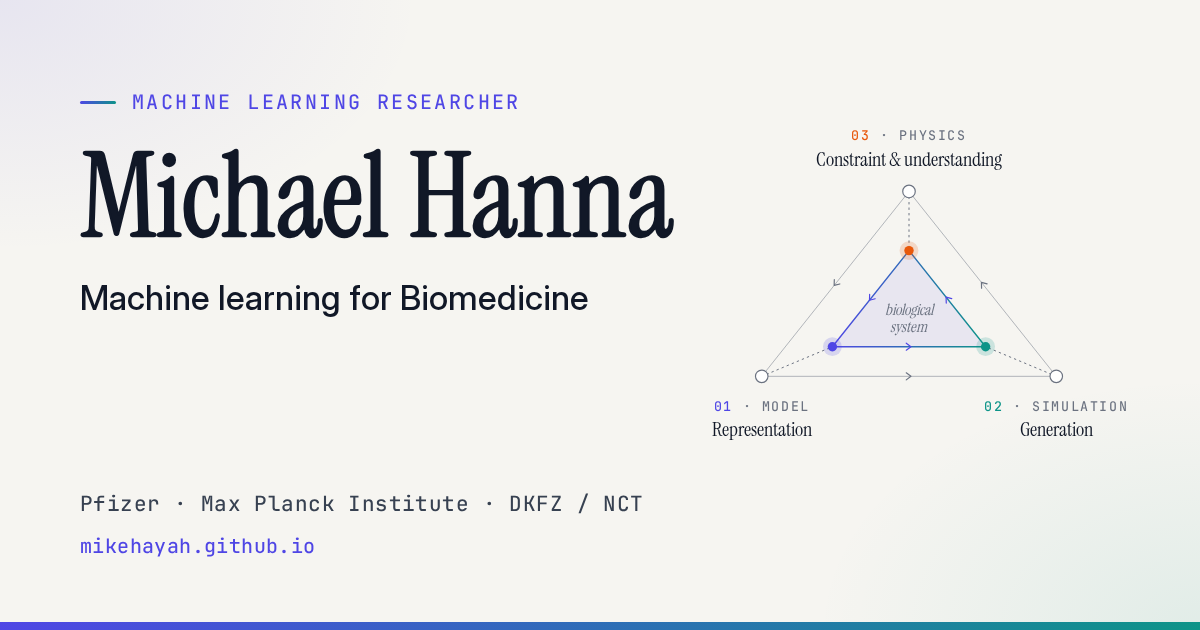 MACHINE LEARNING RESEARCHER
Michael Hanna
Machine learning for Biomedicine
03 · PHYSICS
Constraint & understanding
biological
system
01 · MODEL
Representation
02 · SIMULATION
Generation
Pfizer · Max Planck Institute · DKFZ / NCT
mikehayah.github.io